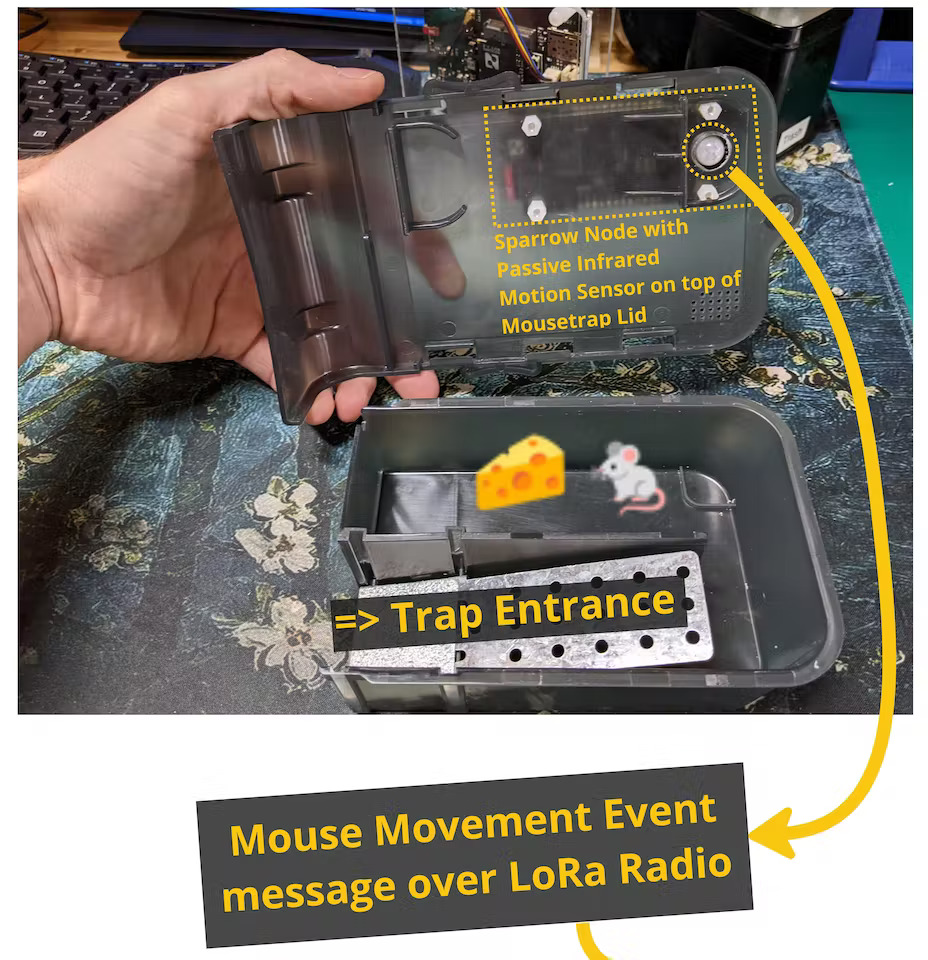 Sparrow Node with
Passive Infrared
Motion Sensor on top of
Mousetrap Lid
=> Trap Entrance
Mouse Movement Event
message over LoRa Radio